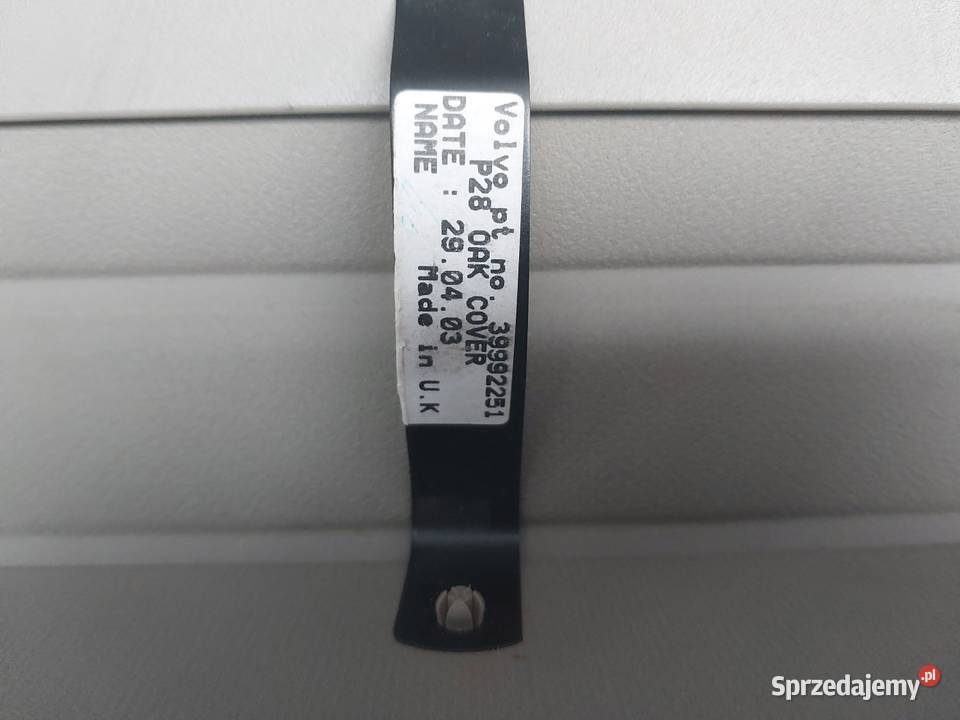 Volvo pt no. 39992251
P28 OAK COVER
DATE : 29.04.03
NAME Made in U.K
Sprzedajemy.pl